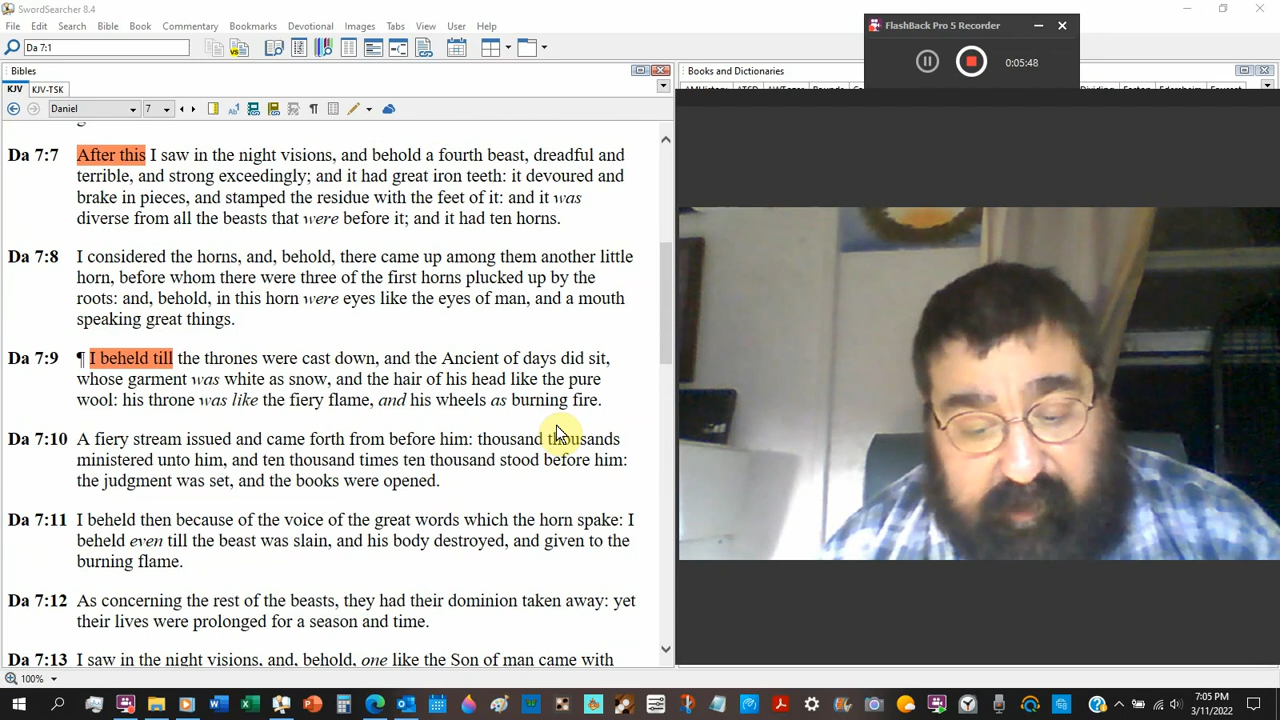 SwordSearcher 8.4
File Edit Search Bible Book Commentary Bookmarks Devotional Images Tabs View User Help
Da 7:1
FlashBack Pro 5 Recorder
0:05:48
Bibles
Books and Dictionaries
KJV KJV-TSK
Daniel 7
Da 7:7 After this I saw in the night visions, and behold a fourth beast, dreadful and
terrible, and strong exceedingly; and it had great iron teeth: it devoured and
brake in pieces, and stamped the residue with the feet of it: and it was
diverse from all the beasts that were before it; and it had ten horns.
Da 7:8 I considered the horns, and, behold, there came up among them another little
horn, before whom there were three of the first horns plucked up by the
roots: and, behold, in this horn were eyes like the eyes of man, and a mouth
speaking great things.
Da 7:9 ¶ I beheld till the thrones were cast down, and the Ancient of days did sit,
whose garment was white as snow, and the hair of his head like the pure
wool: his throne was like the fiery flame, and his wheels as burning fire.
Da 7:10 A fiery stream issued and came forth from before him: thousand thousands
ministered unto him, and ten thousand times ten thousand stood before him:
the judgment was set, and the books were opened.
Da 7:11 I beheld then because of the voice of the great words which the horn spake: I
beheld even till the beast was slain, and his body destroyed, and given to the
burning flame.
Da 7:12 As concerning the rest of the beasts, they had their dominion taken away: yet
their lives were prolonged for a season and time.
Da 7:13 I saw in the night visions, and, behold, one like the Son of man came with
100%
7:05 PM
3/11/2022